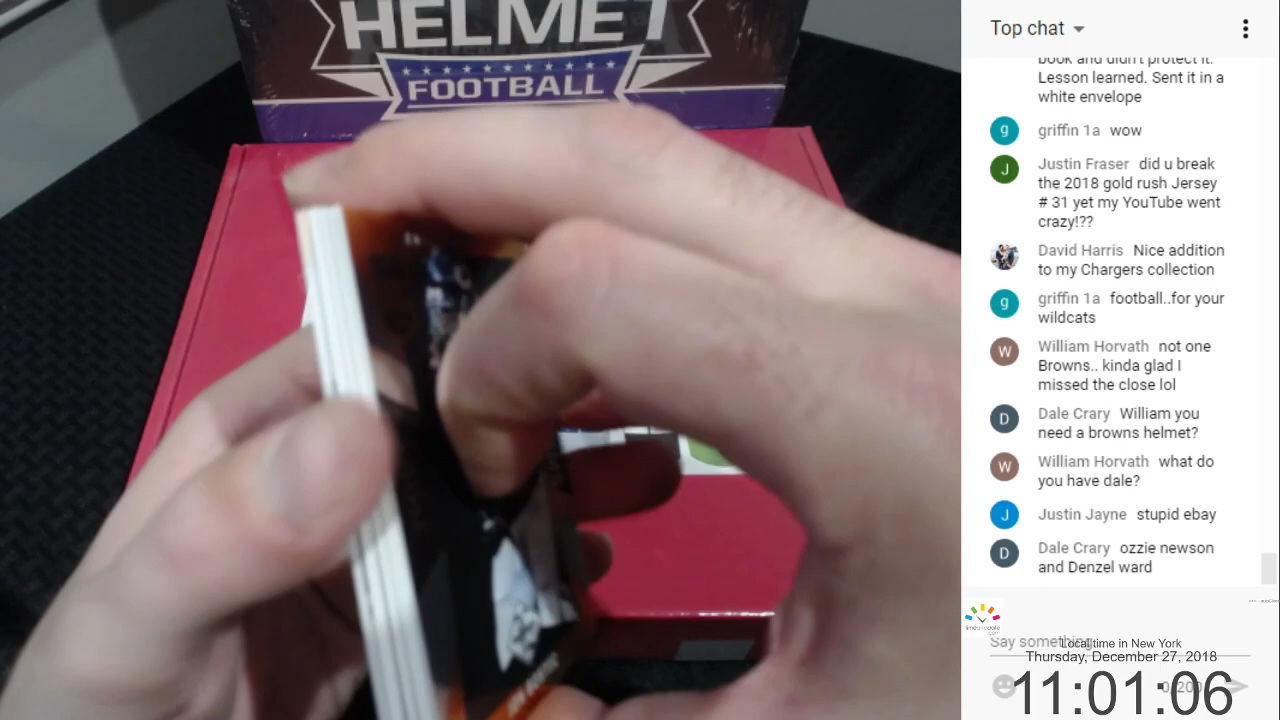 HELMET
FOOTBALL
Top chat
book and didn't protect it.
Lesson learned. Sent it in a
white envelope
g griffin 1a wow
J Justin Fraser did u break
the 2018 gold rush Jersey
# 31 yet my YouTube went
crazy!??
David Harris Nice addition
to my Chargers collection
g griffin 1a football..for your
wildcats
W William Horvath not one
Browns.. kinda glad I
missed the close lol
D Dale Crary William you
need a browns helmet?
W William Horvath what do
you have dale?
J Justin Jayne stupid ebay
D Dale Crary ozzie newson
and Denzel ward
Say something...
Local time in New York
Thursday, December 27, 2018
11:01:06
0/200